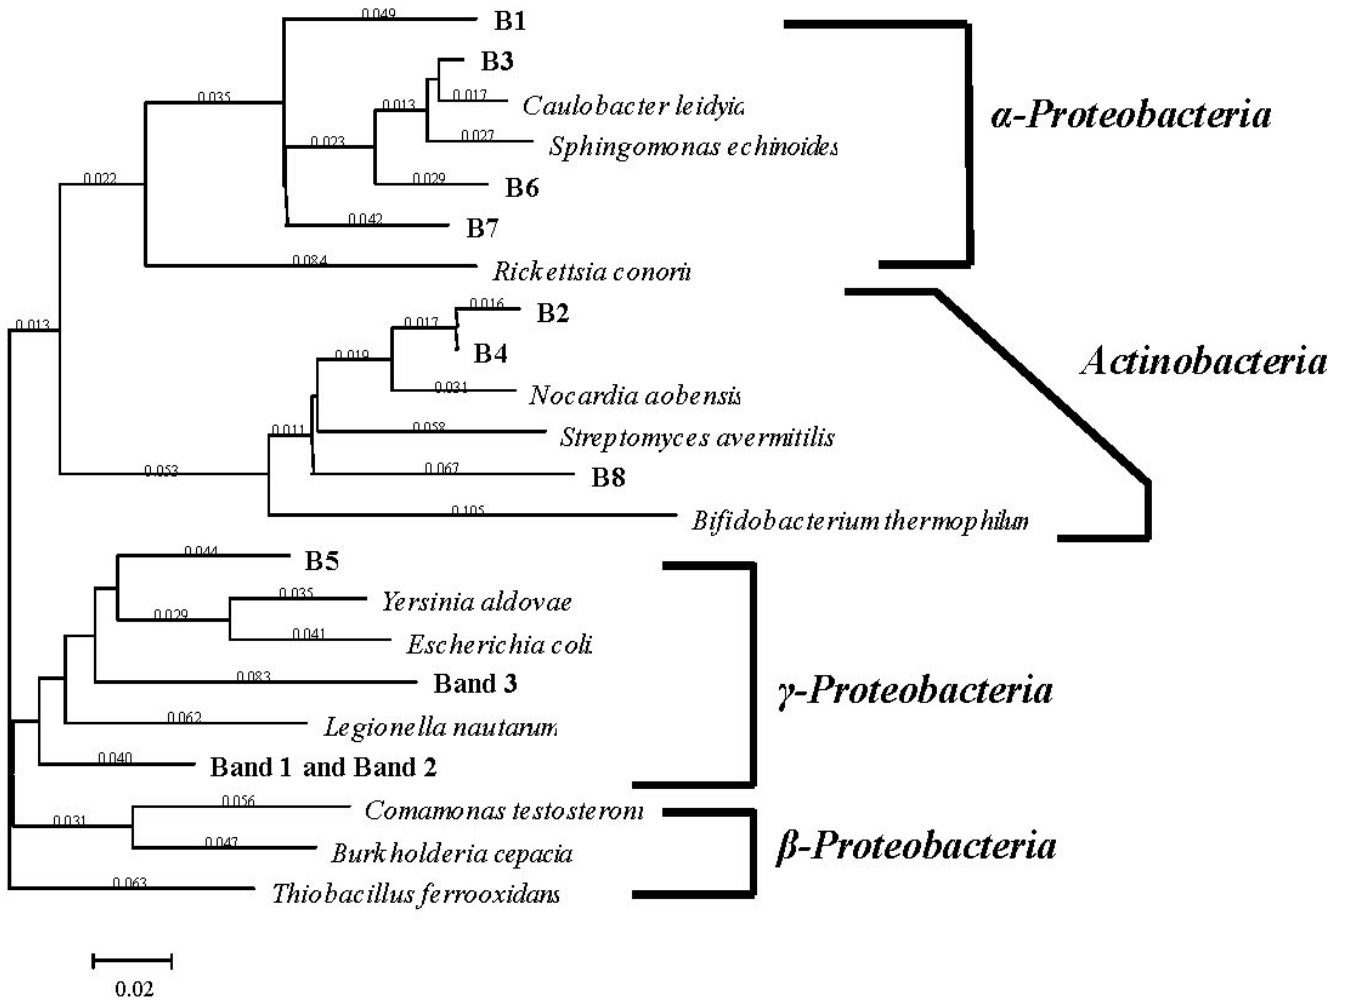 0.049 B1
B3
0.035 0.013 0.017 Caulobacter leidyia
α-Proteobacteria
0.023 0.027 Sphingomonas echinoides
0.022 0.029 B6
0.042 B7
0.084 Rickettsia conorii
0.013 0.016 B2
0.017
0.019 B4
Actinobacteria
0.031 Nocardia aobensis
0.011 0.058 Streptomyces avermitilis
0.053 0.067 B8
0.105 Bifidobacterium thermophilum
0.044 B5
0.035 Yersinia aldovae
0.029
0.041 Escherichia coli.
0.083 Band 3
γ-Proteobacteria
0.062 Legionella nautarum
0.040 Band 1 and Band 2
0.056 Comamonas testosteroni
0.031
0.047 Burkholderia cepacia
β-Proteobacteria
0.063 Thiobacillus ferrooxidans
0.02